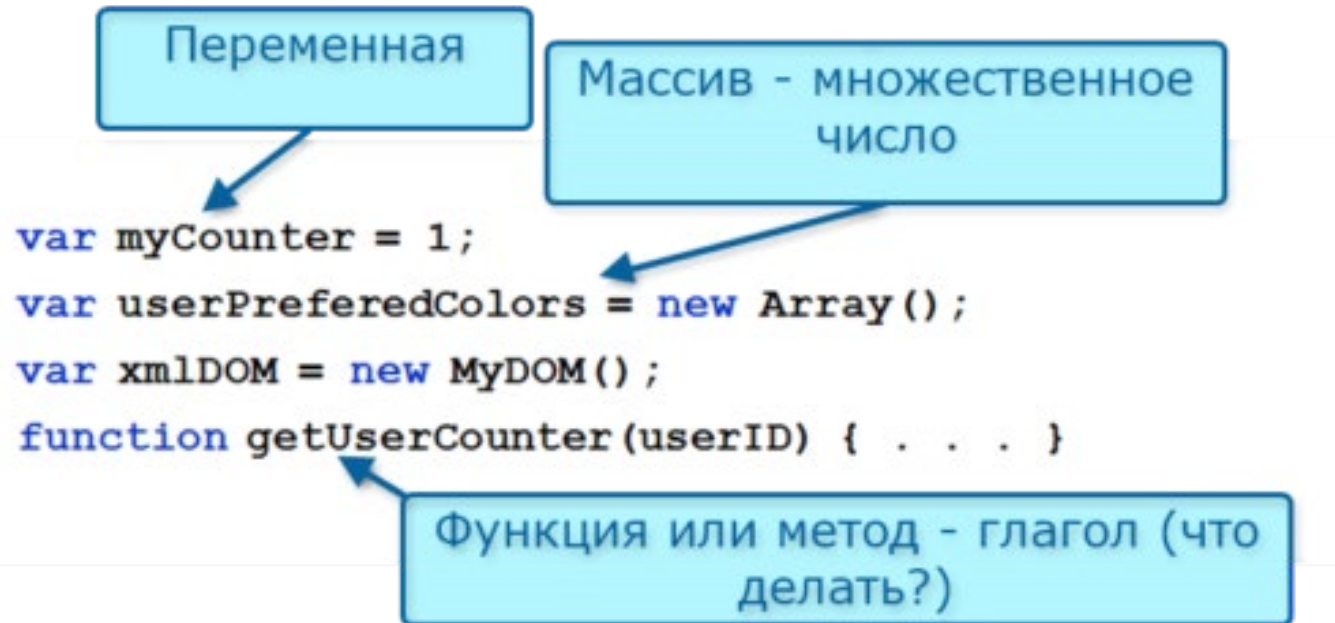 Переменная
Массив - множественное
число
var myCounter = 1;
var userPreferedColors = new Array();
var xmlDOM = new MyDOM();
function getUserCounter(userID) { . . . }
Функция или метод - глагол (что
делать?)